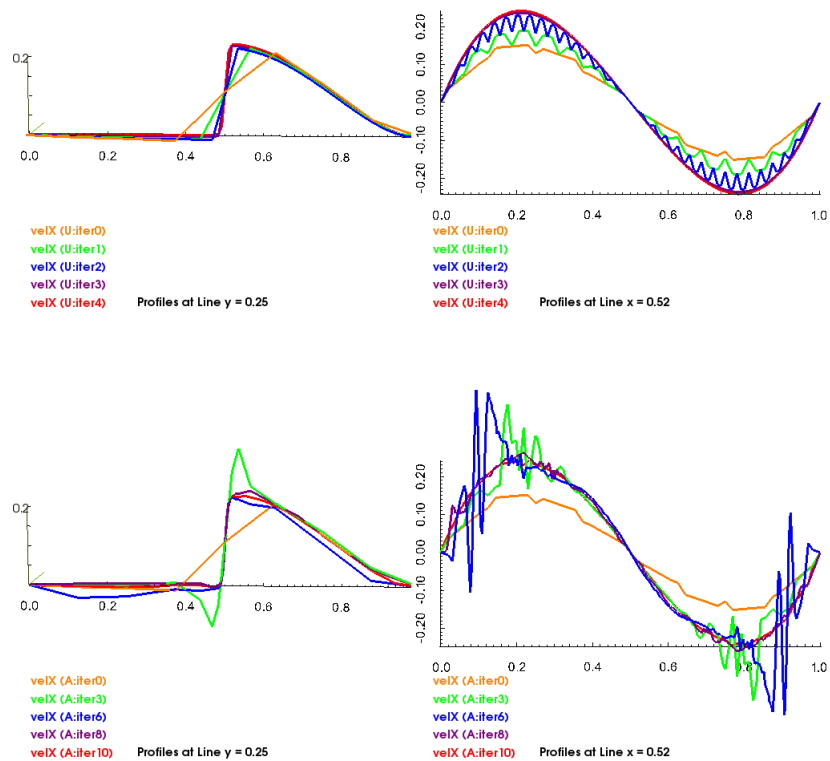 0.2
0.0 0.2 0.4 0.6 0.8
velX (U:iter0)
velX (U:iter1)
velX (U:iter2)
velX (U:iter3)
velX (U:iter4)
Profiles at Line y = 0.25
0.20
0.10
0.00
-0.10
-0.20
0.0 0.2 0.4 0.6 0.8 1.0
velX (U:iter0)
velX (U:iter1)
velX (U:iter2)
velX (U:iter3)
velX (U:iter4)
Profiles at Line x = 0.52
0.2
0.0 0.2 0.4 0.6 0.8
velX (A:iter0)
velX (A:iter3)
velX (A:iter6)
velX (A:iter8)
velX (A:iter10)
Profiles at Line y = 0.25
0.20
0.10
0.00
-0.10
-0.20
0.0 0.2 0.4 0.6 0.8 1.0
velX (A:iter0)
velX (A:iter3)
velX (A:iter6)
velX (A:iter8)
velX (A:iter10)
Profiles at Line x = 0.52